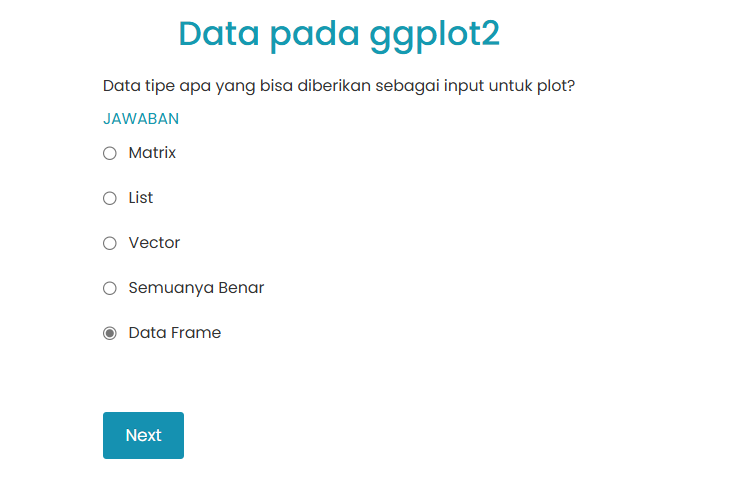 Data pada ggplot2
Data tipe apa yang bisa diberikan sebagai input untuk plot?
JAWABAN
Matrix
List
Vector
Semuanya Benar
Data Frame
Next